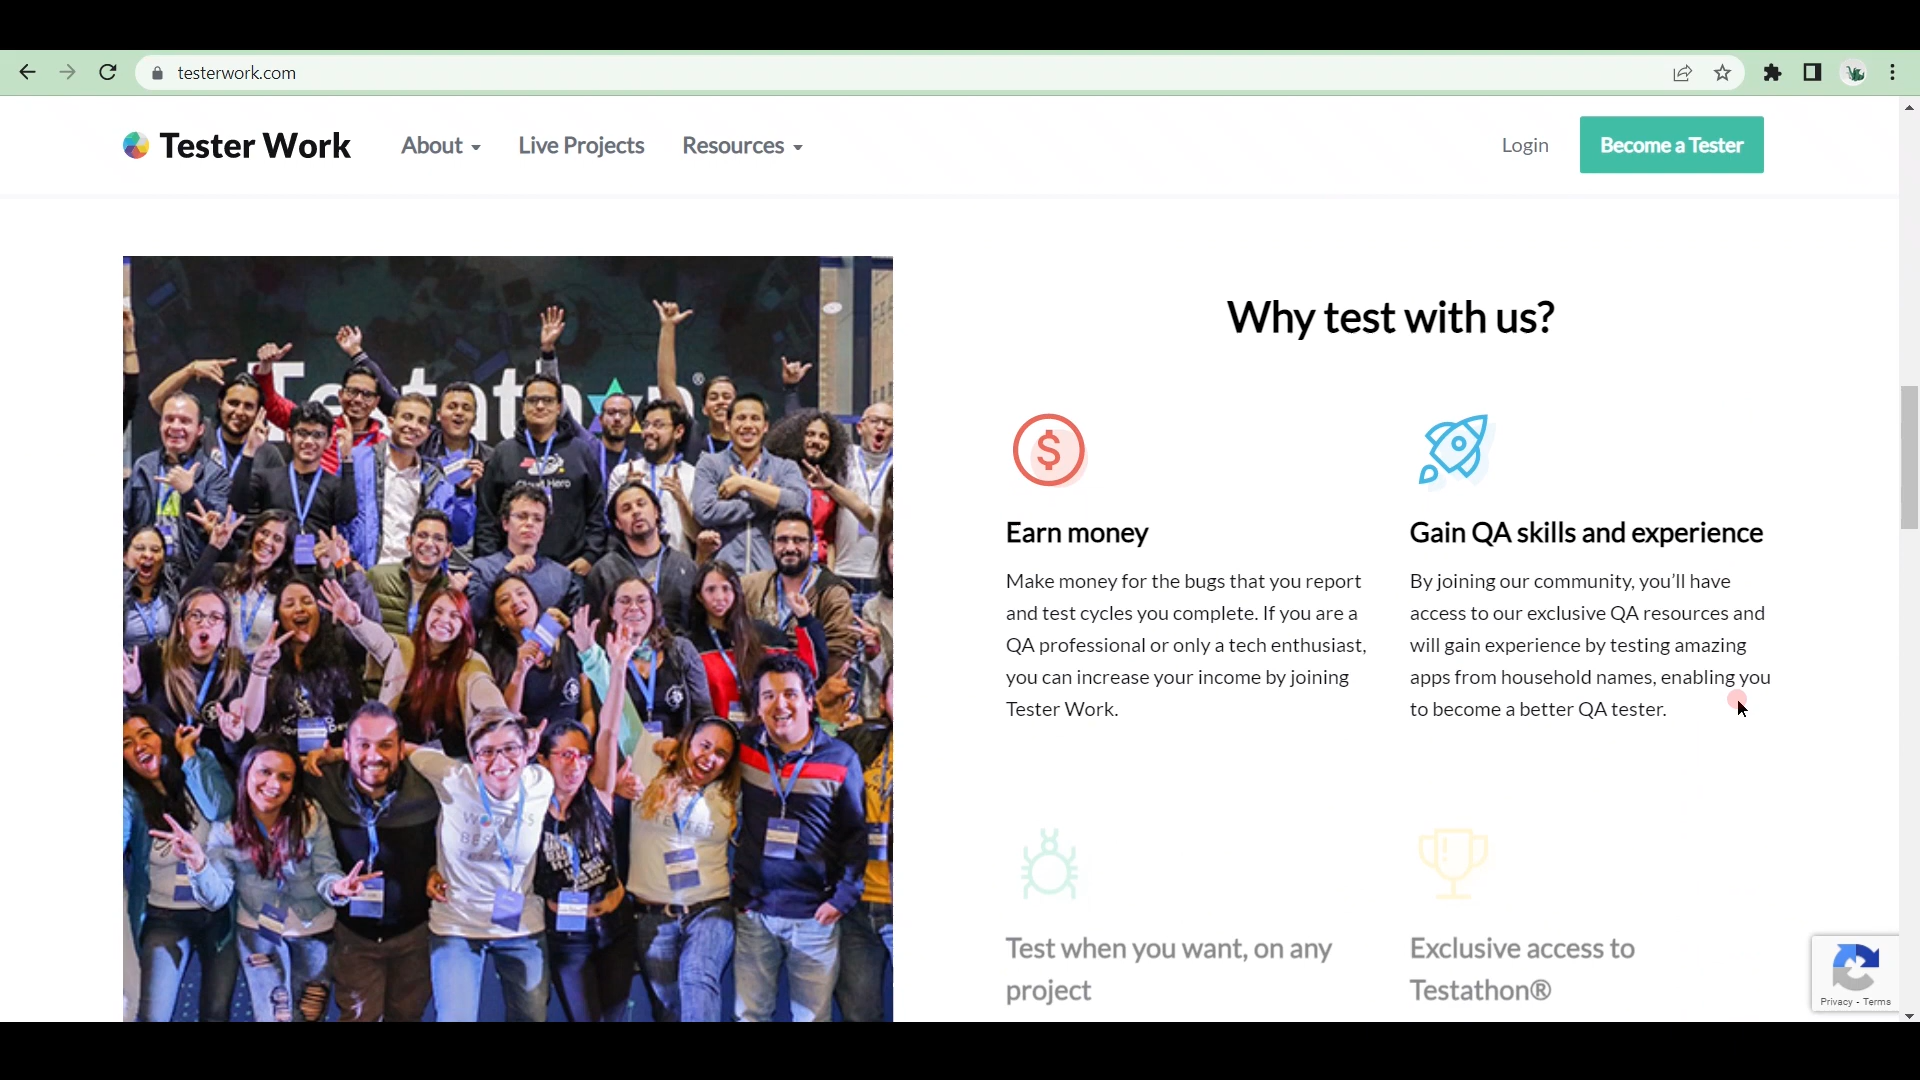 testerwork.com
Tester Work
About
Live Projects
Resources
Login
Become a Tester
Testath n®
Cloud Hero
Why test with us?
$
Earn money
Make money for the bugs that you report
and test cycles you complete. If you are a
QA professional or only a tech enthusiast,
you can increase your income by joining
Tester Work.
Gain QA skills and experience
By joining our community, you'll have
access to our exclusive QA resources and
will gain experience by testing amazing
apps from household names, enabling you
to become a better QA tester.
Test when you want, on any
project
Exclusive access to
Testathon®
Privacy - Terms